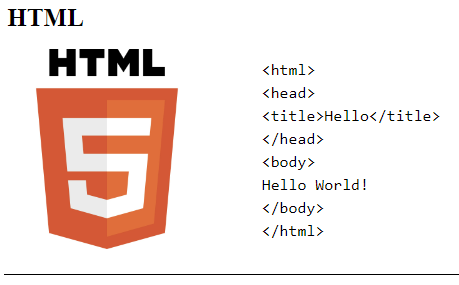 HTML
HTML
5
<html>
<head>
<title>Hello</title>
</head>
<body>
Hello World!
</body>
</html>